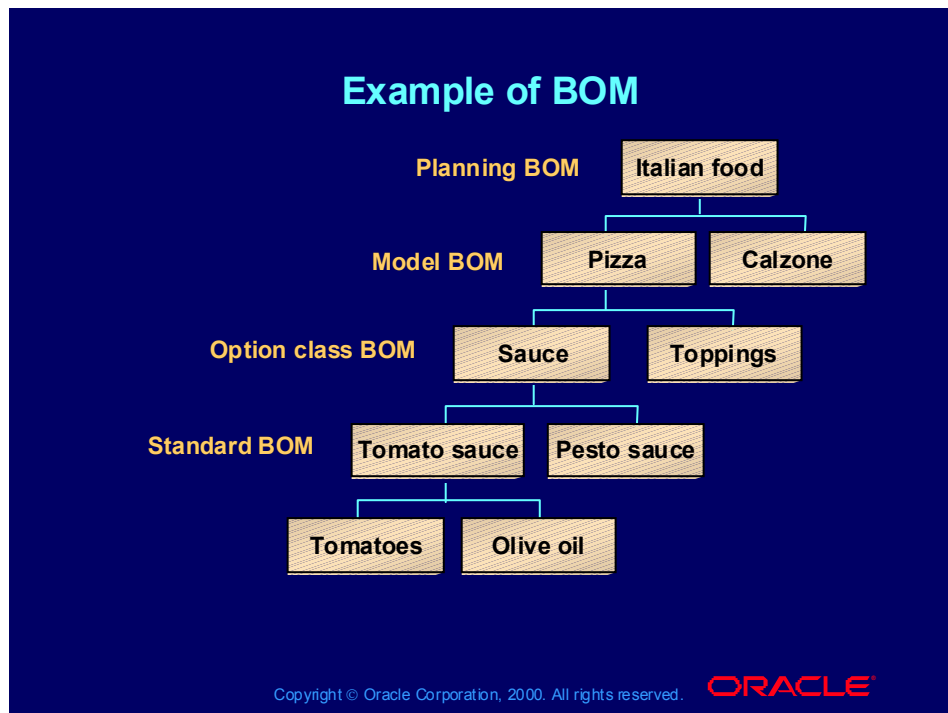 Example of BOM
Planning BOM
Italian food
Model BOM
Pizza
Calzone
Option class BOM
Sauce
Toppings
Standard BOM
Tomato sauce
Pesto sauce
Tomatoes
Olive oil
Copyright © Oracle Corporation, 2000. All rights reserved.
ORACLE®